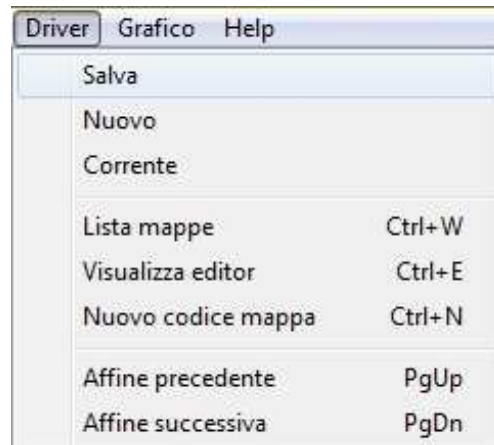 Driver Grafico Help
Salva
Nuovo
Corrente
Lista mappe Ctrl+W
Visualizza editor Ctrl+E
Nuovo codice mappa Ctrl+N
Affine precedente PgUp
Affine successiva PgDn